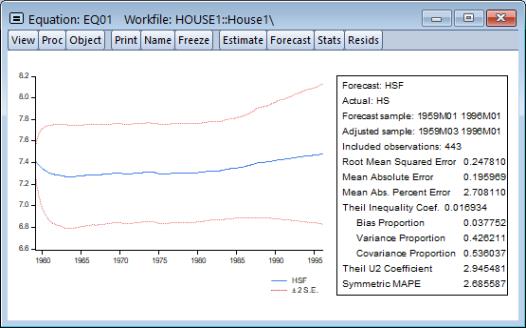 Equation: EQ01 Workfile: HOUSE1::House1\
View Proc Object Print Name Freeze Estimate Forecast Stats Resids
8.2
8.0
7.8
7.6
7.4
7.2
7.0
6.8
6.6
1960 1965 1970 1975 1980 1985 1990 1995
HSF
±2 S.E.
Forecast: HSF
Actual: HS
Forecast sample: 1959M01 1996M01
Adjusted sample: 1959M03 1996M01
Included observations: 443
Root Mean Squared Error 0.247810
Mean Absolute Error 0.195969
Mean Abs. Percent Error 2.708110
Theil Inequality Coef. 0.016934
Bias Proportion 0.037752
Variance Proportion 0.426211
Covariance Proportion 0.536037
Theil U2 Coefficient 2.945481
Symmetric MAPE 2.685587